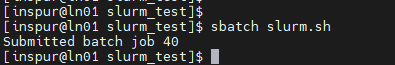 [inspur@ln01 slurm_test]$
[inspur@ln01 slurm_test]$ sbatch slurm.sh
Submitted batch job 40
[inspur@ln01 slurm_test]$